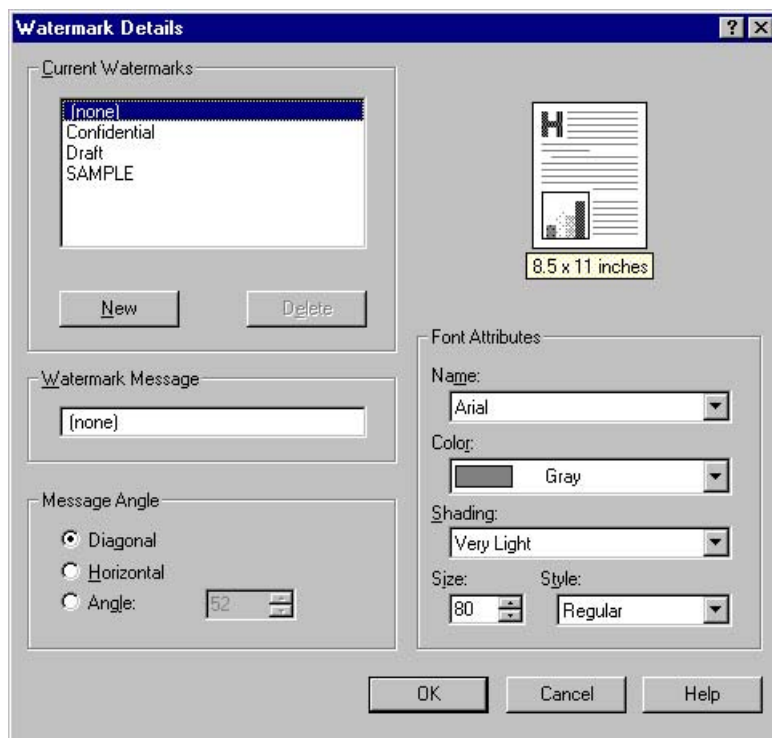 Watermark Details
Current Watermarks
(none)
Confidential
Draft
SAMPLE
New Delete
Watermark Message
(none)
Message Angle
Diagonal
Horizontal
Angle: 52
H
8.5 x 11 inches
Font Attributes
Name:
Arial
Color:
Gray
Shading:
Very Light
Size: Style:
80 Regular
OK Cancel Help